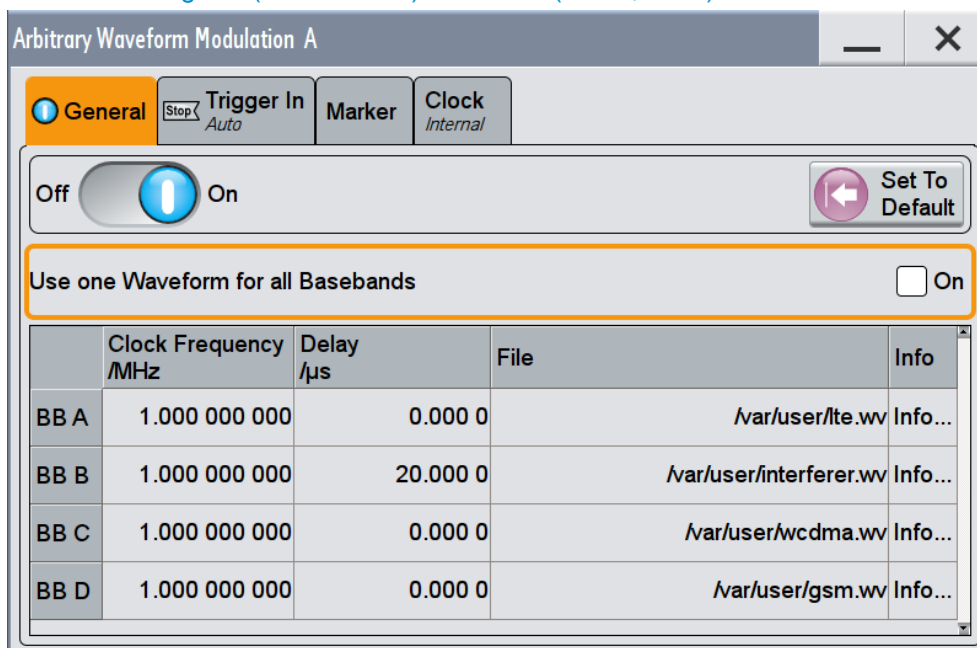 Arbitrary Waveform Modulation A
General Stop Trigger In Auto Marker Clock Internal
Off On Set To Default
Use one Waveform for all Basebands On
Clock Frequency /MHz Delay /µs File Info
BB A 1.000 000 000 0.000 0 /var/user/lte.wv Info...
BB B 1.000 000 000 20.000 0 /var/user/interferer.wv Info...
BB C 1.000 000 000 0.000 0 /var/user/wcdma.wv Info...
BB D 1.000 000 000 0.000 0 /var/user/gsm.wv Info...